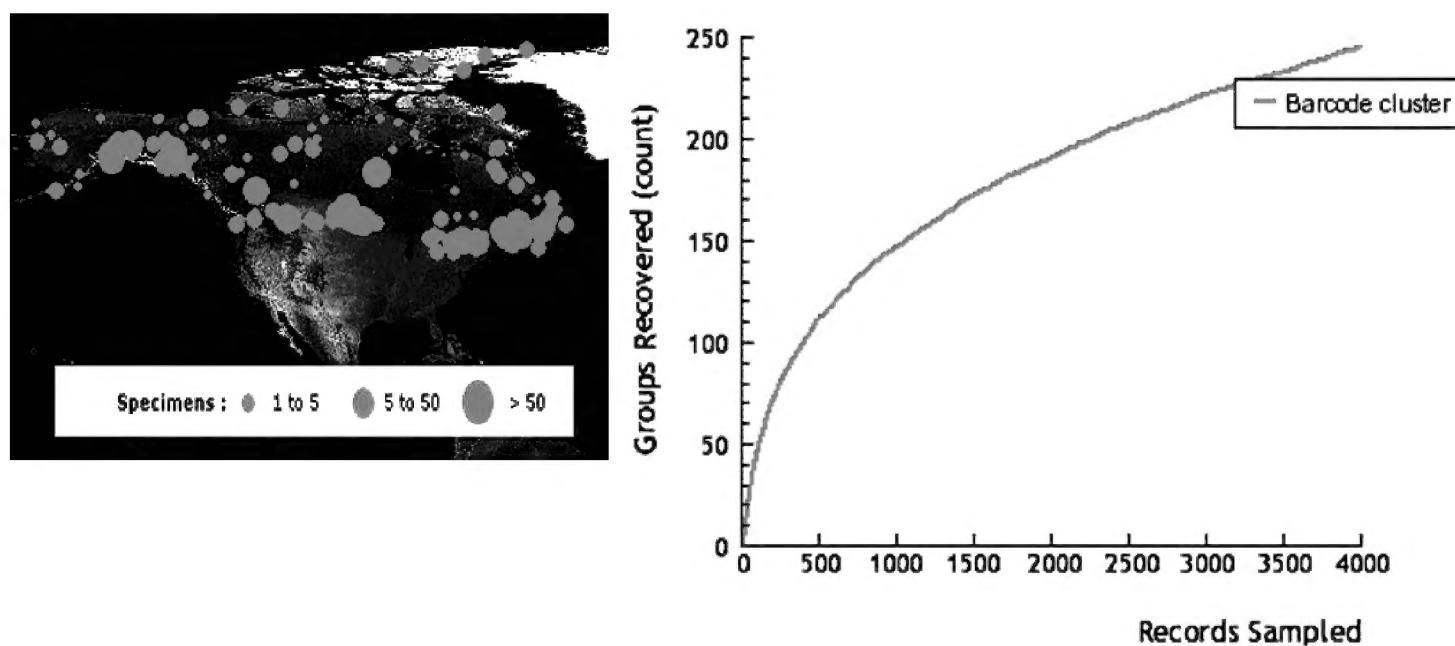 Specimens : 1 to 5 5 to 50 > 50
Groups Recovered (count)
250
200
150
100
50
0
Barcode cluster
0 500 1000 1500 2000 2500 3000 3500 4000
Records Sampled